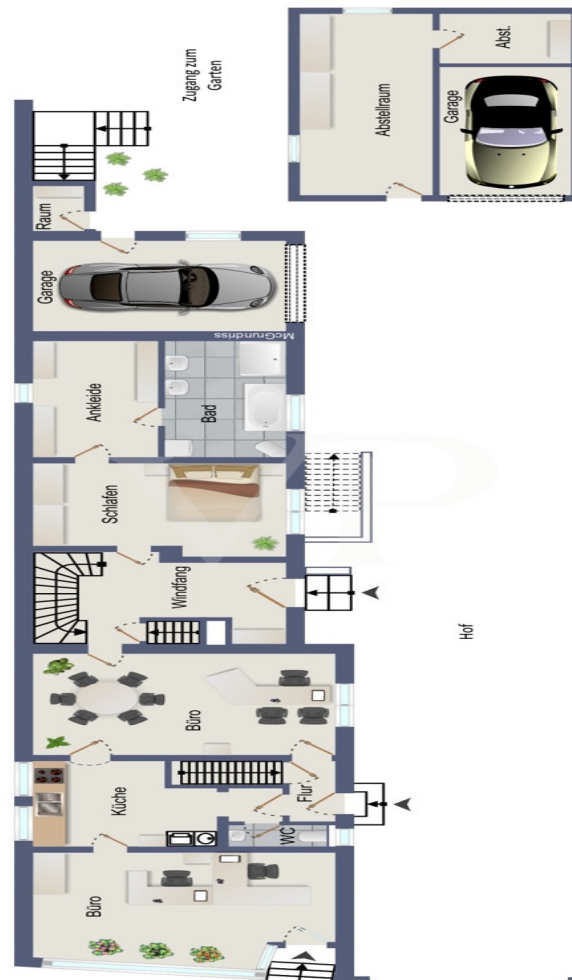 Zugang zum
Garten
Abst.
Abstellraum
Garage
Raum
Garage
McGrundriss
Ankleide
Bad
Schlafen
VP
Windfang
Hof
Büro
Küche
Flur
WC
Büro